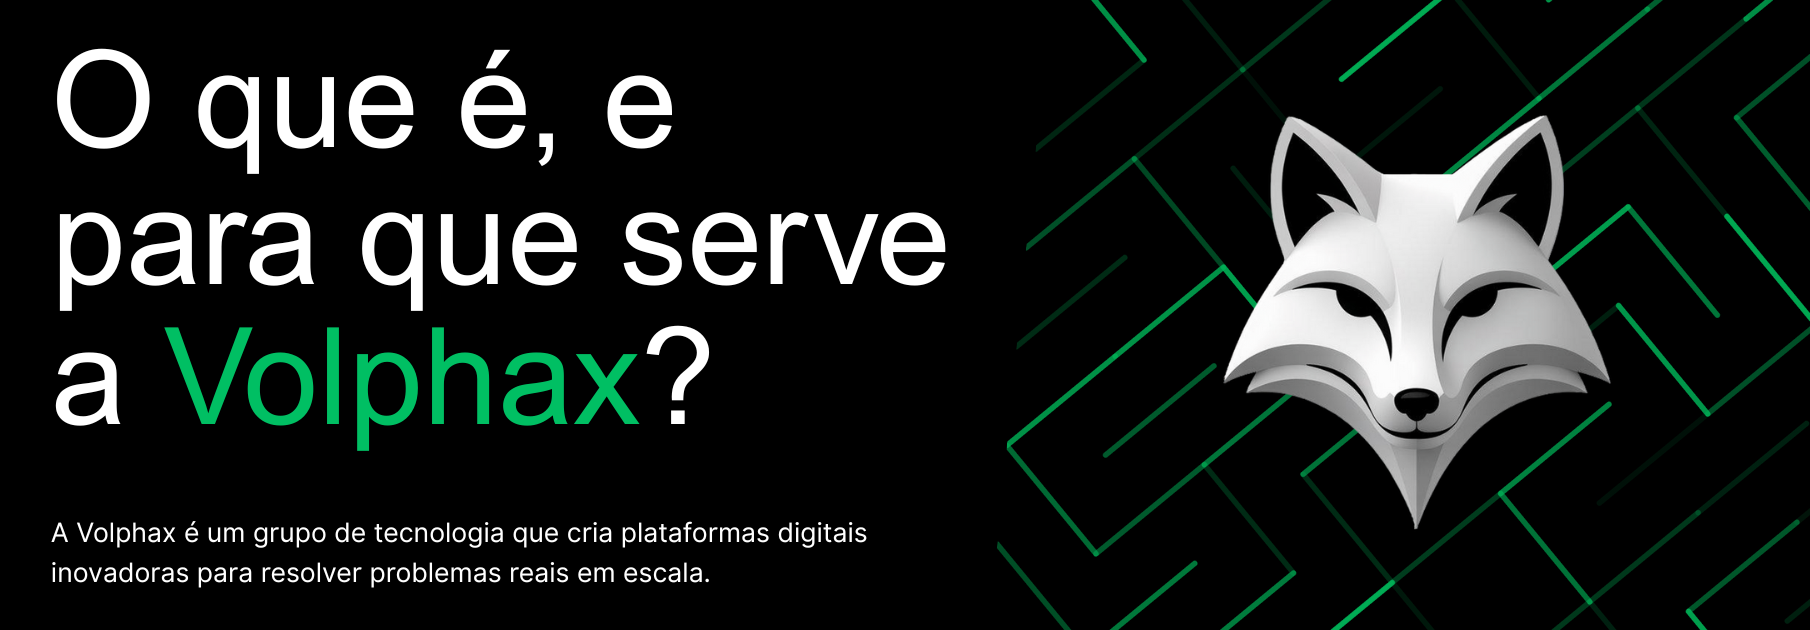 O que é, e
para que serve
a Volphax?
A Volphax é um grupo de tecnologia que cria plataformas digitais
inovadoras para resolver problemas reais em escala.